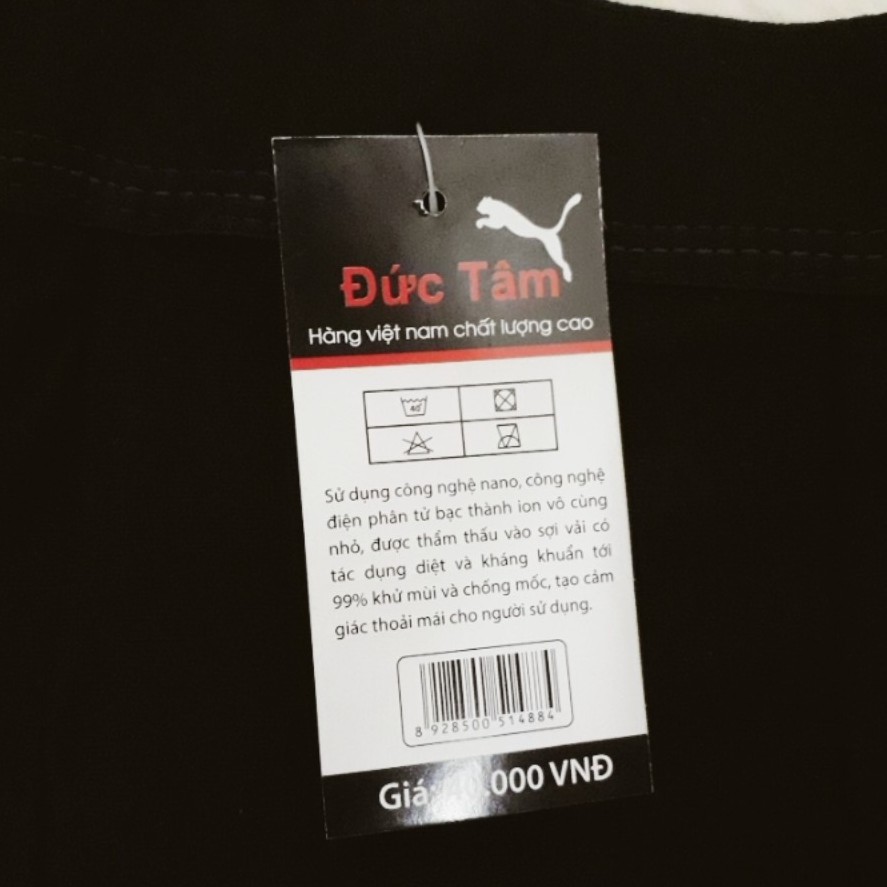 Đức Tâm
Hàng việt nam chất lượng cao
40
Sử dụng công nghệ nano, công nghệ
điện phân tử bạc thành ion vô cùng
nhỏ, được thẩm thấu vào sợi vải có
tác dụng diệt và kháng khuẩn tới
99% khử mùi và chống mốc, tạo cảm
giác thoải mái cho người sử dụng.
8 928500 514884
Giá: 40.000 VNĐ